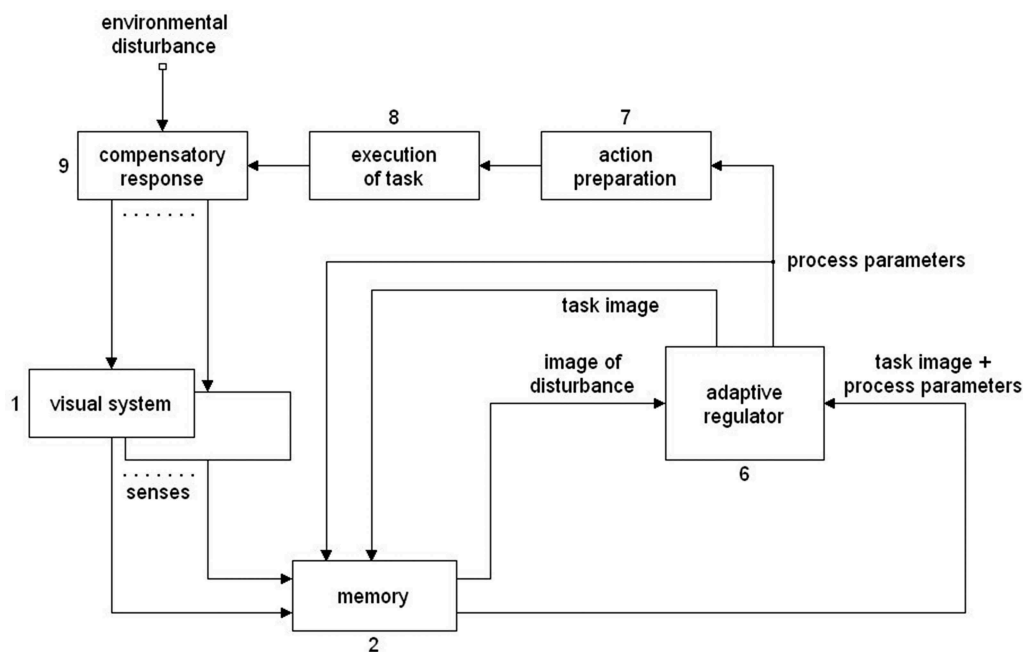 environmental
disturbance
8
7
9
compensatory
response
execution
of task
action
preparation
process parameters
task image
image of
disturbance
task image +
process parameters
adaptive
regulator
1
visual system
6
senses
memory
2